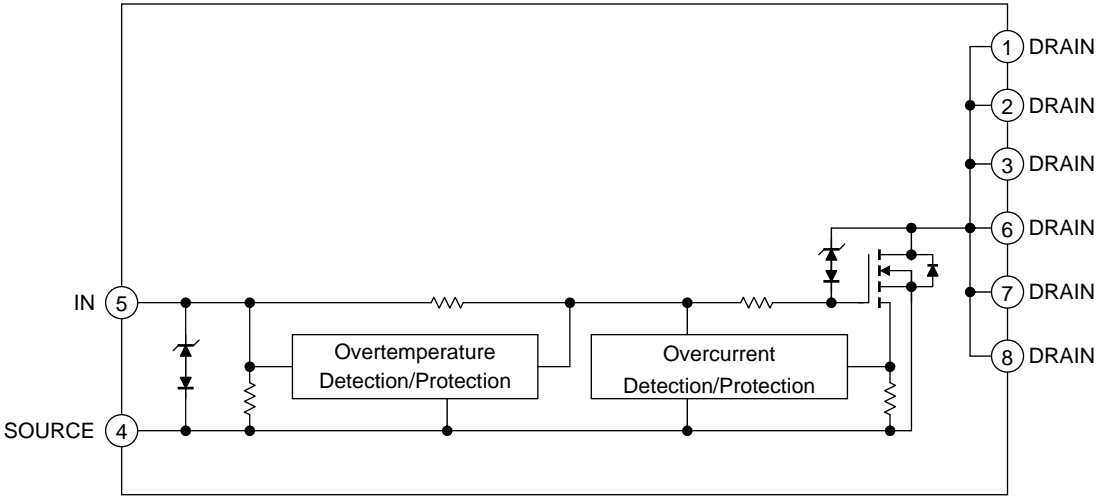 1 DRAIN
2 DRAIN
3 DRAIN
6 DRAIN
IN 5
7 DRAIN
Overtemperature
Detection/Protection
Overcurrent
Detection/Protection
8 DRAIN
SOURCE 4